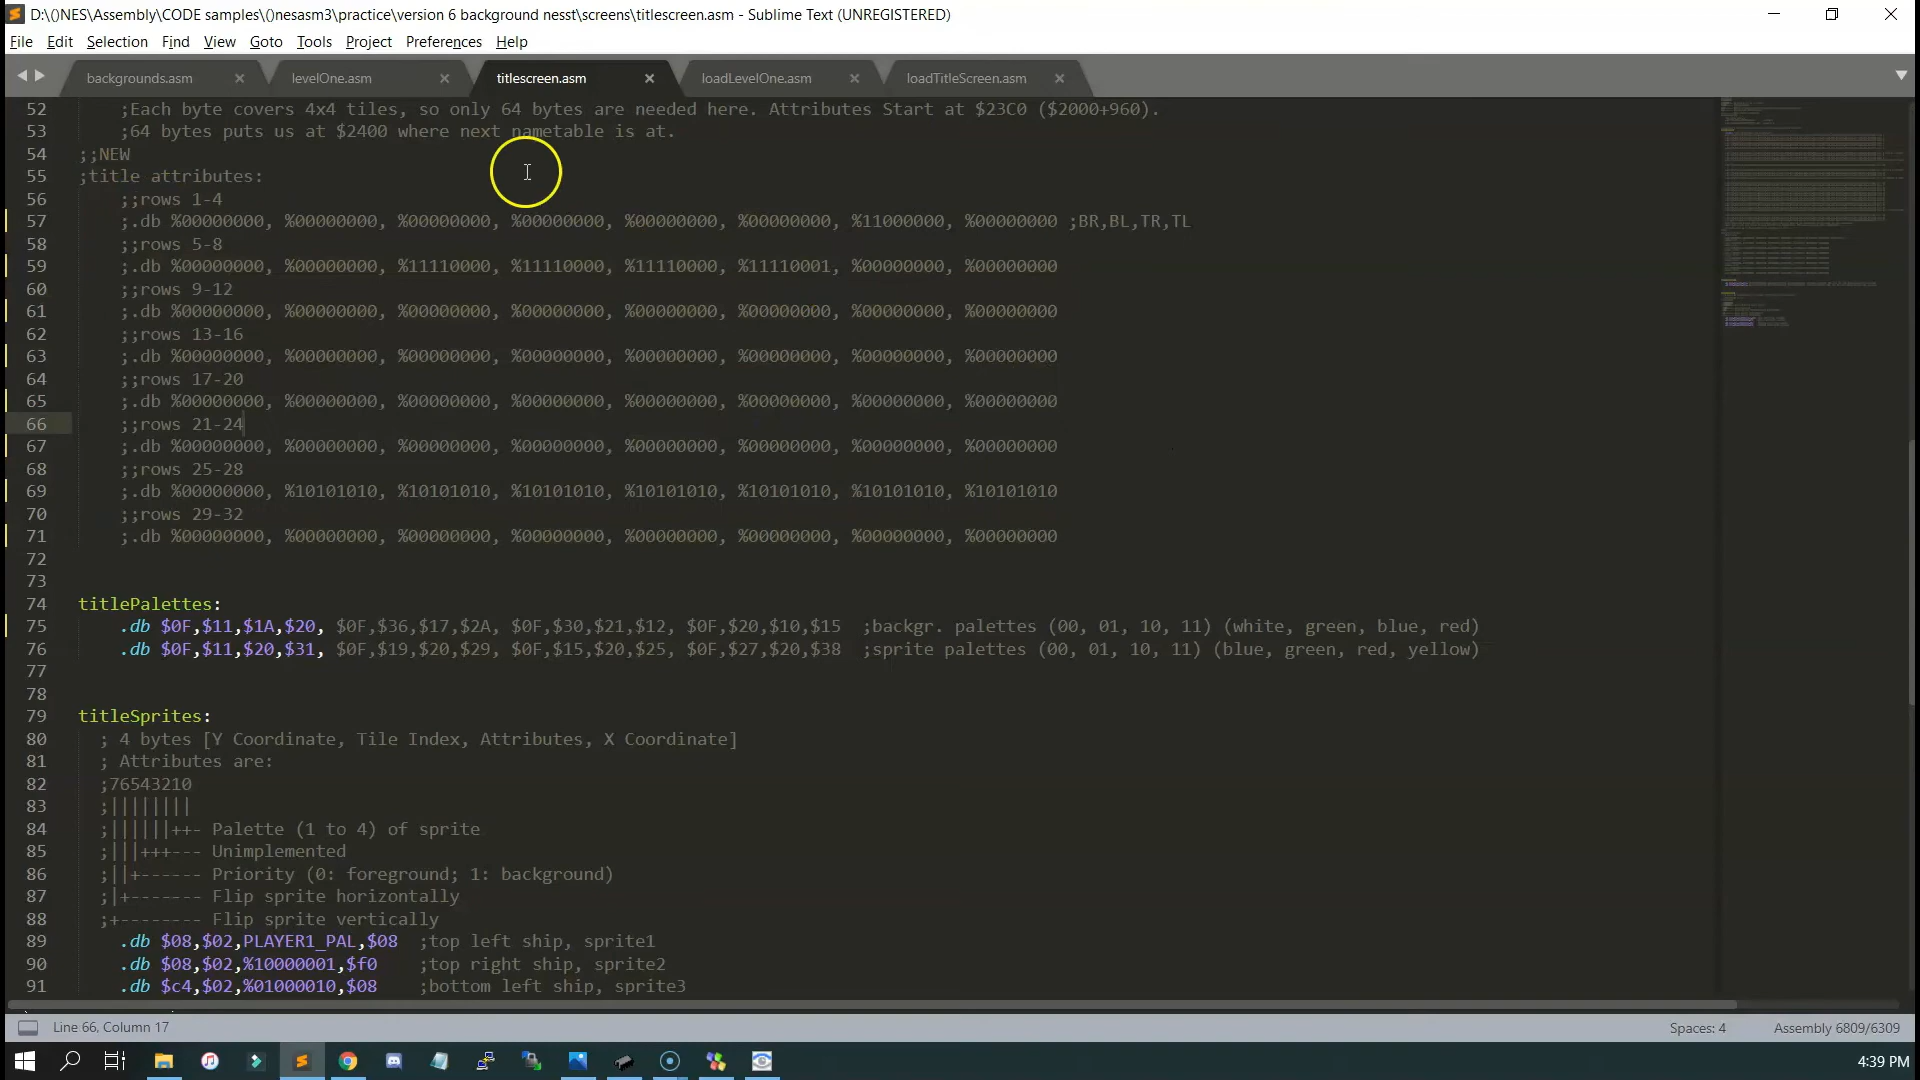 D:\()NES\Assembly\CODE samples\()nesasm3\practice\version 6 background nesst\screens\titlescreen.asm - Sublime Text (UNREGISTERED)
File Edit Selection Find View Goto Tools Project Preferences Help
backgrounds.asm levelOne.asm titlescreen.asm loadLevelOne.asm loadTitleScreen.asm
52 ;Each byte covers 4x4 tiles, so only 64 bytes are needed here. Attributes Start at $23C0 ($2000+960).
53 ;64 bytes puts us at $2400 where next nametable is at.
54 ;;NEW
55 ;title attributes:
56 ;;rows 1-4
57 ;.db %00000000, %00000000, %00000000, %00000000, %00000000, %00000000, %11000000, %00000000 ;BR,BL,TR,TL
58 ;;rows 5-8
59 ;.db %00000000, %00000000, %11110000, %11110000, %11110000, %11110001, %00000000, %00000000
60 ;;rows 9-12
61 ;.db %00000000, %00000000, %00000000, %00000000, %00000000, %00000000, %00000000, %00000000
62 ;;rows 13-16
63 ;.db %00000000, %00000000, %00000000, %00000000, %00000000, %00000000, %00000000, %00000000
64 ;;rows 17-20
65 ;.db %00000000, %00000000, %00000000, %00000000, %00000000, %00000000, %00000000, %00000000
66 ;;rows 21-24
67 ;.db %00000000, %00000000, %00000000, %00000000, %00000000, %00000000, %00000000, %00000000
68 ;;rows 25-28
69 ;.db %00000000, %10101010, %10101010, %10101010, %10101010, %10101010, %10101010, %10101010
70 ;;rows 29-32
71 ;.db %00000000, %00000000, %00000000, %00000000, %00000000, %00000000, %00000000, %00000000
72
73
74 titlePalettes:
75 .db $0F,$11,$1A,$20, $0F,$36,$17,$2A, $0F,$30,$21,$12, $0F,$20,$10,$15 ;backgr. palettes (00, 01, 10, 11) (white, green, blue, red)
76 .db $0F,$11,$20,$31, $0F,$19,$20,$29, $0F,$15,$20,$25, $0F,$27,$20,$38 ;sprite palettes (00, 01, 10, 11) (blue, green, red, yellow)
77
78
79 titleSprites:
80 ; 4 bytes [Y Coordinate, Tile Index, Attributes, X Coordinate]
81 ; Attributes are:
82 ;76543210
83 ;||||||||
84 ;||||||++- Palette (1 to 4) of sprite
85 ;|||+++--- Unimplemented
86 ;||+------ Priority (0: foreground; 1: background)
87 ;|+------- Flip sprite horizontally
88 ;+-------- Flip sprite vertically
89 .db $08,$02,PLAYER1_PAL,$08 ;top left ship, sprite1
90 .db $08,$02,%10000001,$f0 ;top right ship, sprite2
91 .db $c4,$02,%01000010,$08 ;bottom left ship, sprite3
Line 66, Column 17 Spaces: 4 Assembly 6809/6309
4:39 PM